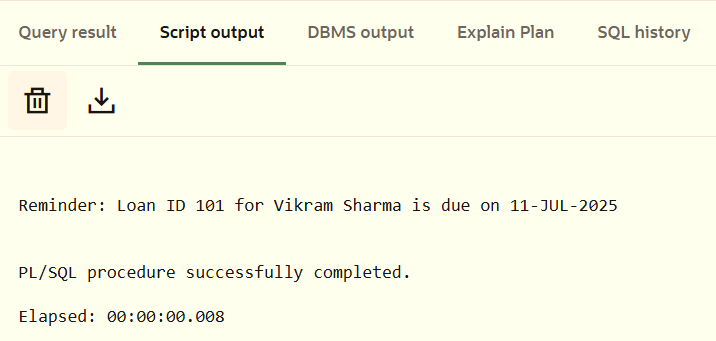 Query result Script output DBMS output Explain Plan SQL history
Reminder: Loan ID 101 for Vikram Sharma is due on 11-JUL-2025
PL/SQL procedure successfully completed.
Elapsed: 00:00:00.008